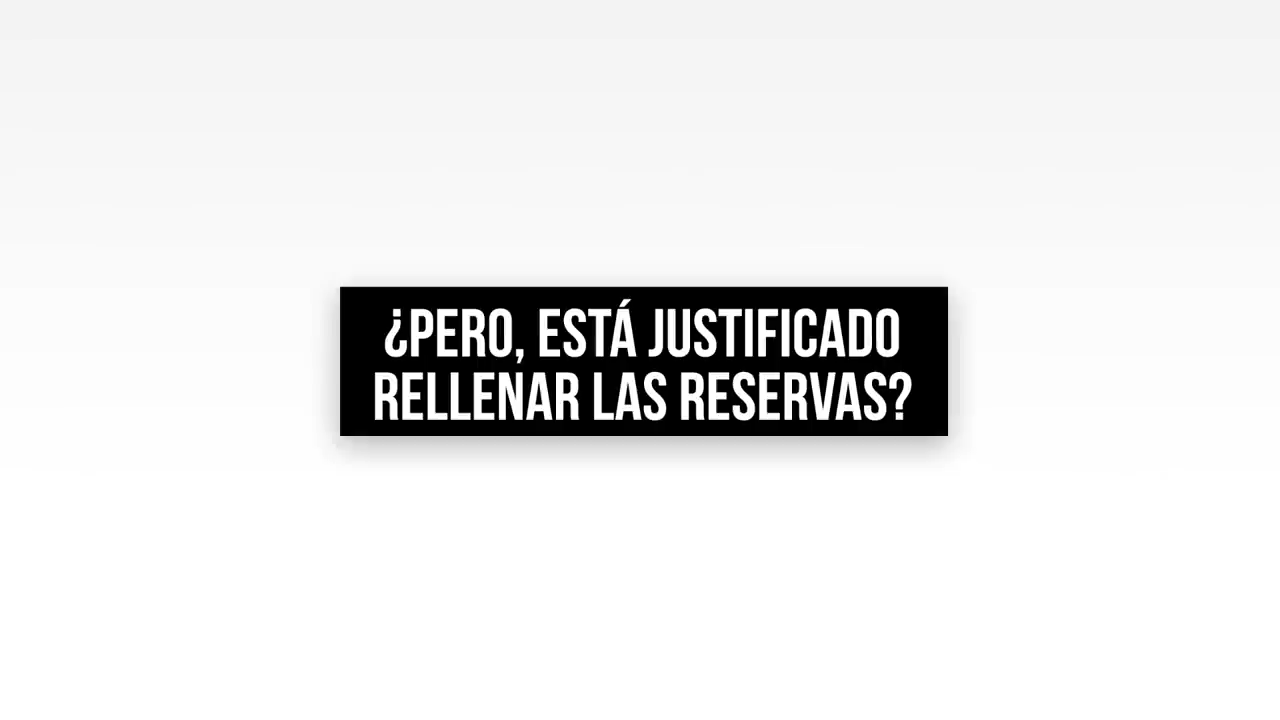 ¿PERO, ESTÁ JUSTIFICADO
RELLENAR LAS RESERVAS?